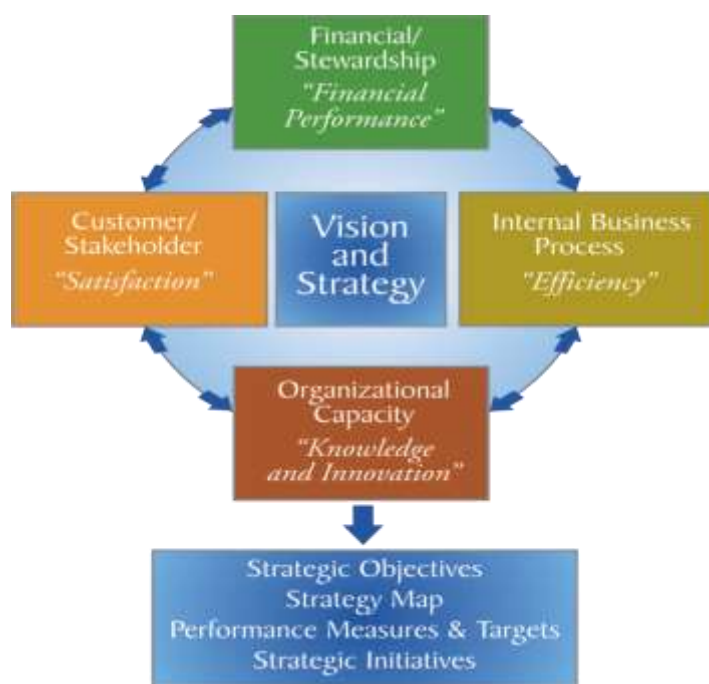 Financial/
Stewardship
“Financial
Performance”
Customer/
Stakeholder
“Satisfaction”
Vision
and
Strategy
Internal Business
Process
“Efficiency”
Organizational
Capacity
“Knowledge
and Innovation”
Strategic Objectives
Strategy Map
Performance Measures & Targets
Strategic Initiatives